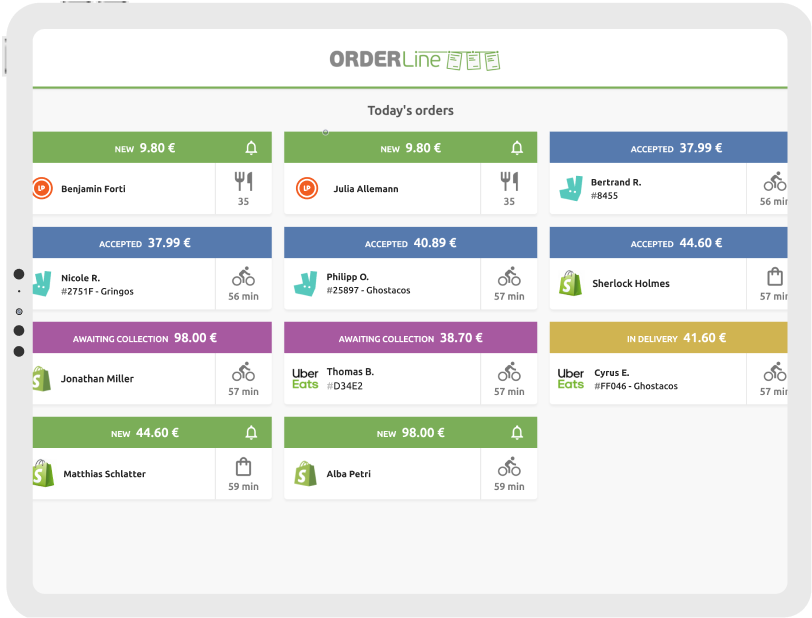 ORDERLine
Today's orders
NEW 9.80 €
NEW 9.80 €
ACCEPTED 37.99 €
LP Benjamin Forti
35
LP Julia Allemann
35
Bertrand R.
#8455
56 min
ACCEPTED 37.99 €
ACCEPTED 40.89 €
ACCEPTED 44.60 €
Nicole R.
#2751F - Gringos
56 min
Philipp O.
#25897 - Ghostacos
57 min
Sherlock Holmes
57 min
AWAITING COLLECTION 98.00 €
AWAITING COLLECTION 38.70 €
IN DELIVERY 41.60 €
Jonathan Miller
57 min
Uber Eats
Thomas B.
#D34E2
57 min
Uber Eats
Cyrus E.
#FF046 - Ghostacos
57 min
NEW 44.60 €
NEW 98.00 €
Matthias Schlatter
59 min
Alba Petri
59 min